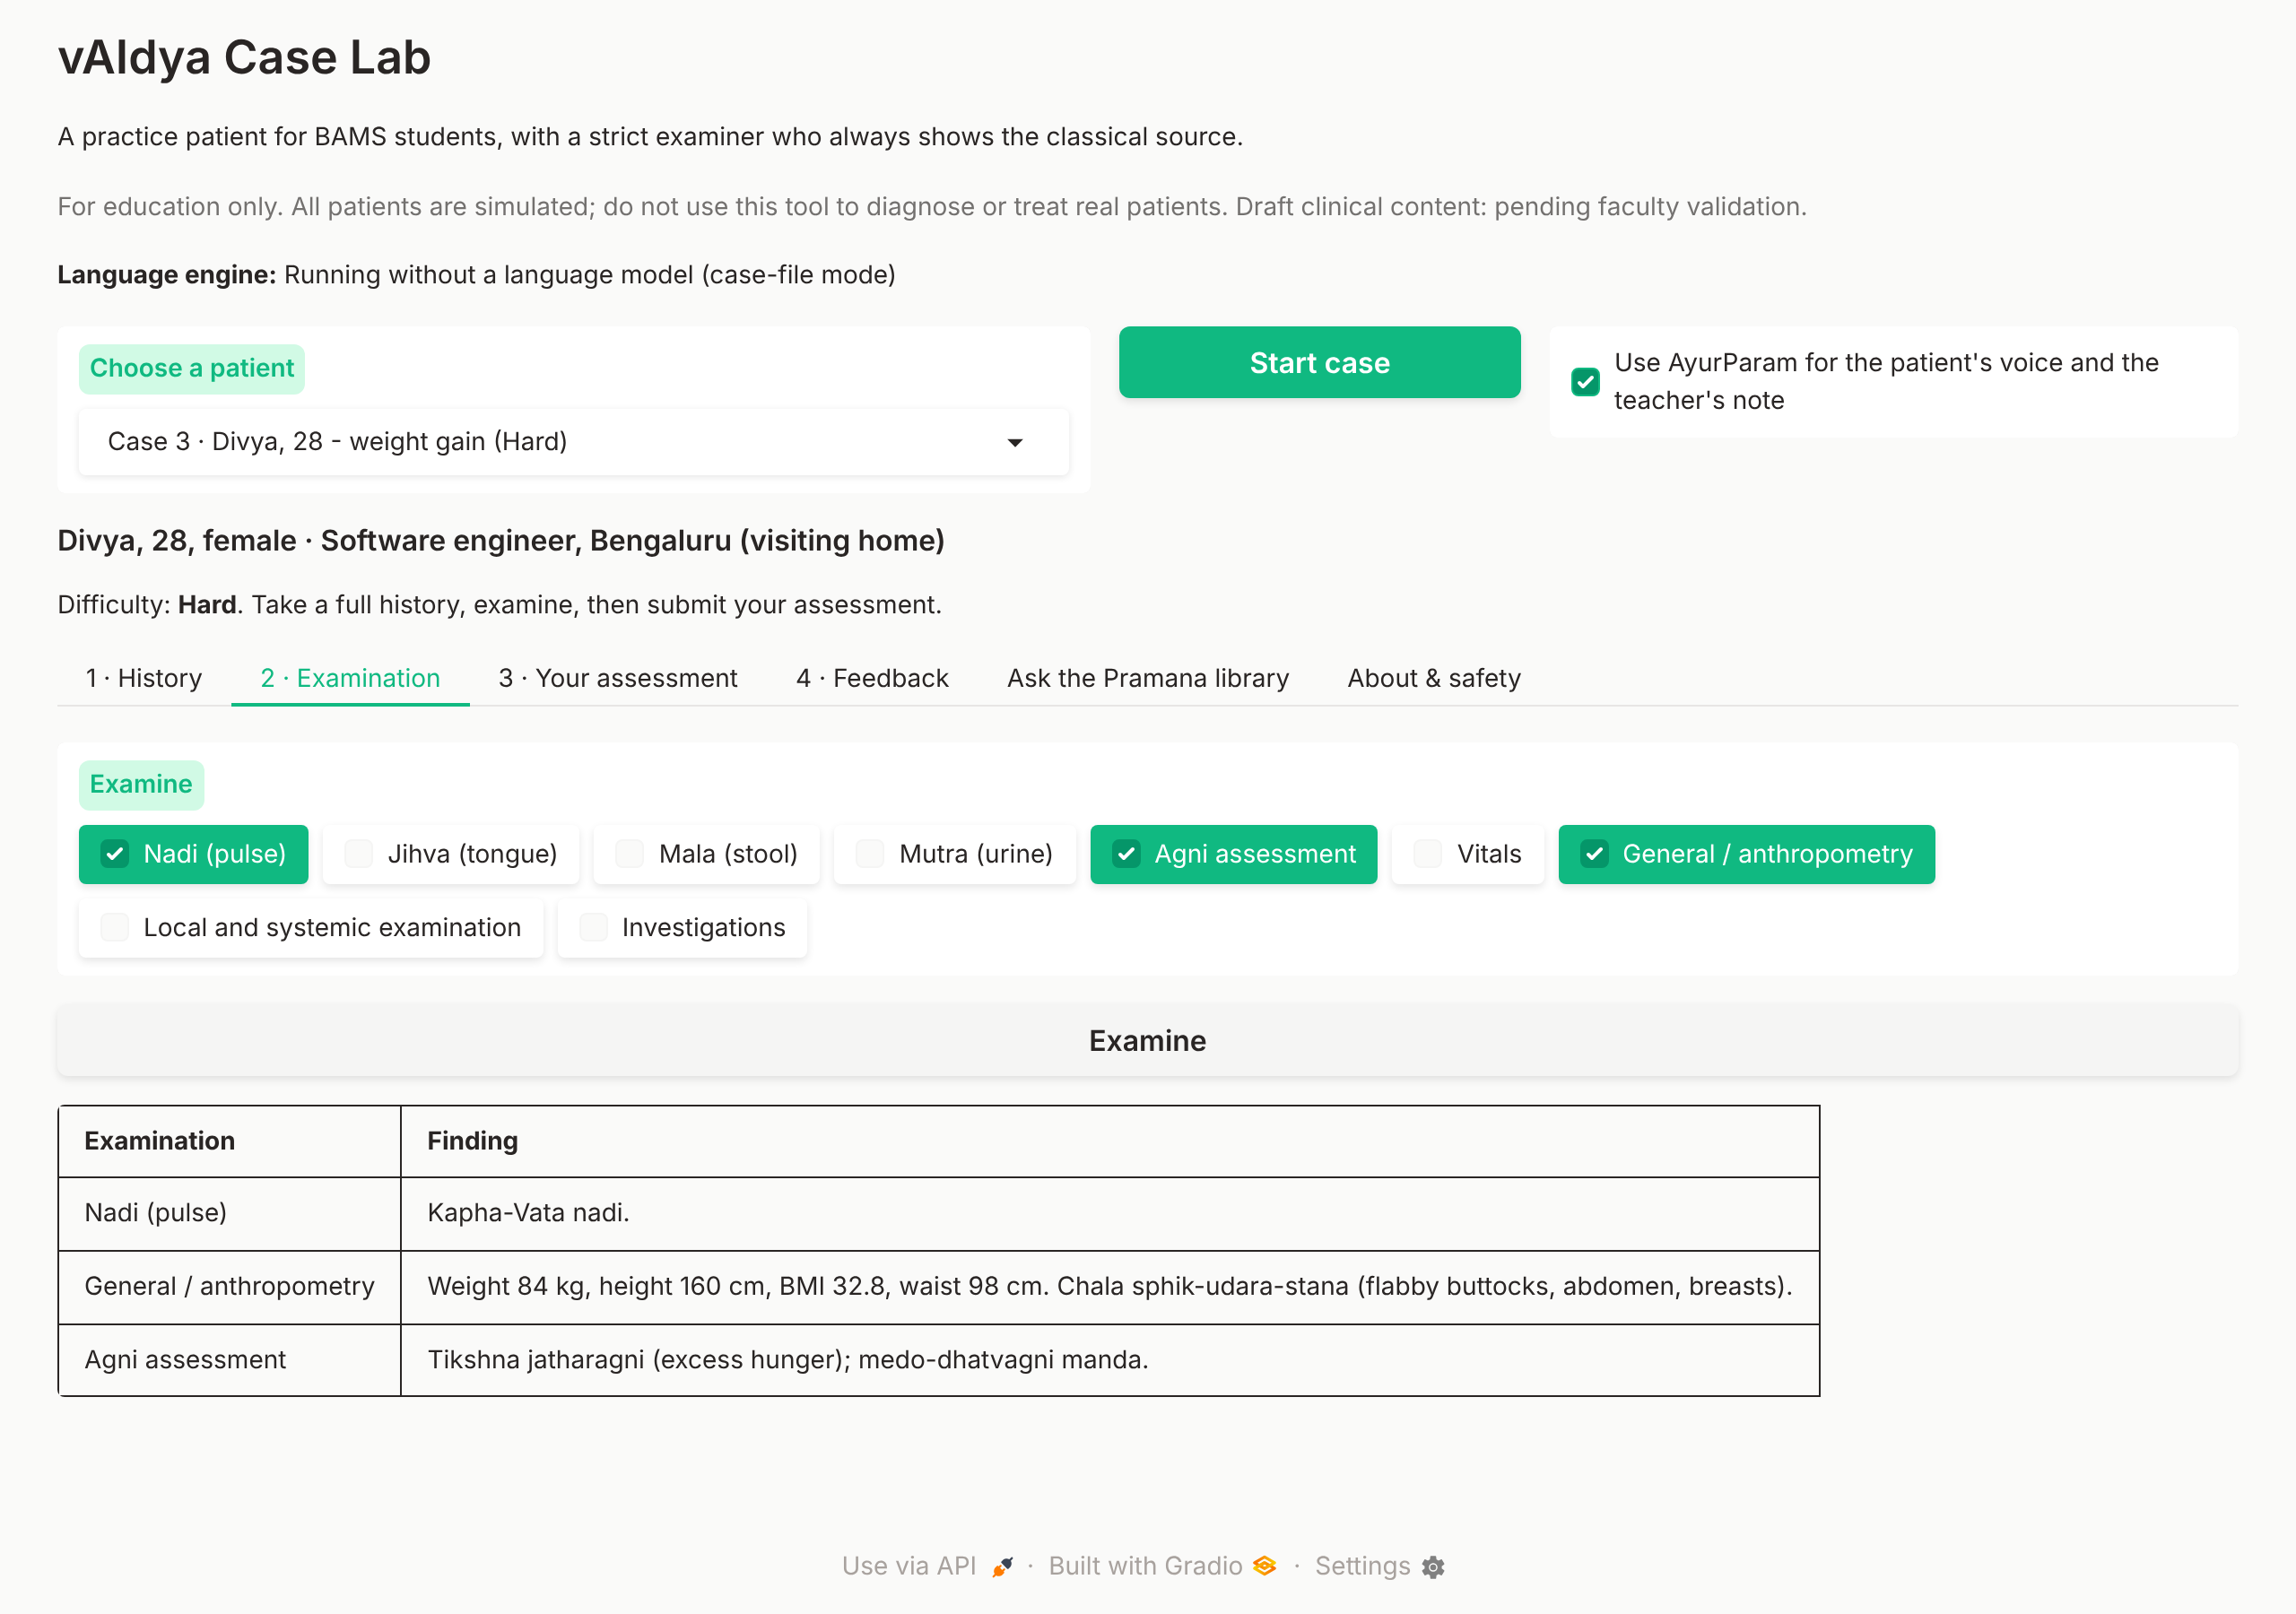 vAIdya Case Lab
A practice patient for BAMS students, with a strict examiner who always shows the classical source.
For education only. All patients are simulated; do not use this tool to diagnose or treat real patients. Draft clinical content: pending faculty validation.
Language engine: Running without a language model (case-file mode)
Choose a patient
Case 3 · Divya, 28 - weight gain (Hard)
Start case
Use AyurParam for the patient's voice and the
teacher's note
Divya, 28, female · Software engineer, Bengaluru (visiting home)
Difficulty: Hard. Take a full history, examine, then submit your assessment.
1 · History 2 · Examination 3 · Your assessment 4 · Feedback Ask the Pramana library About & safety
Examine
Nadi (pulse) Jihva (tongue) Mala (stool) Mutra (urine) Agni assessment Vitals General / anthropometry
Local and systemic examination Investigations
Examine
Examination Finding
Nadi (pulse) Kapha-Vata nadi.
General / anthropometry Weight 84 kg, height 160 cm, BMI 32.8, waist 98 cm. Chala sphik-udara-stana (flabby buttocks, abdomen, breasts).
Agni assessment Tikshna jatharagni (excess hunger); medo-dhatvagni manda.
Use via API · Built with Gradio · Settings